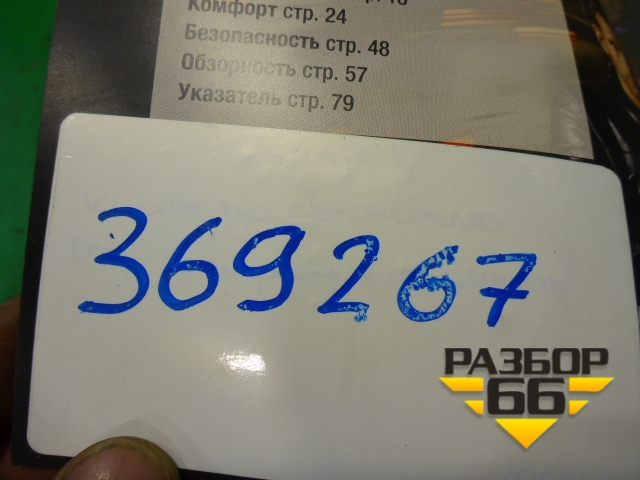 Комфорт стр. 24
Безопасность стр. 48
Обзорность стр. 57
Указатель стр. 79
369267
РАЗБОР
66